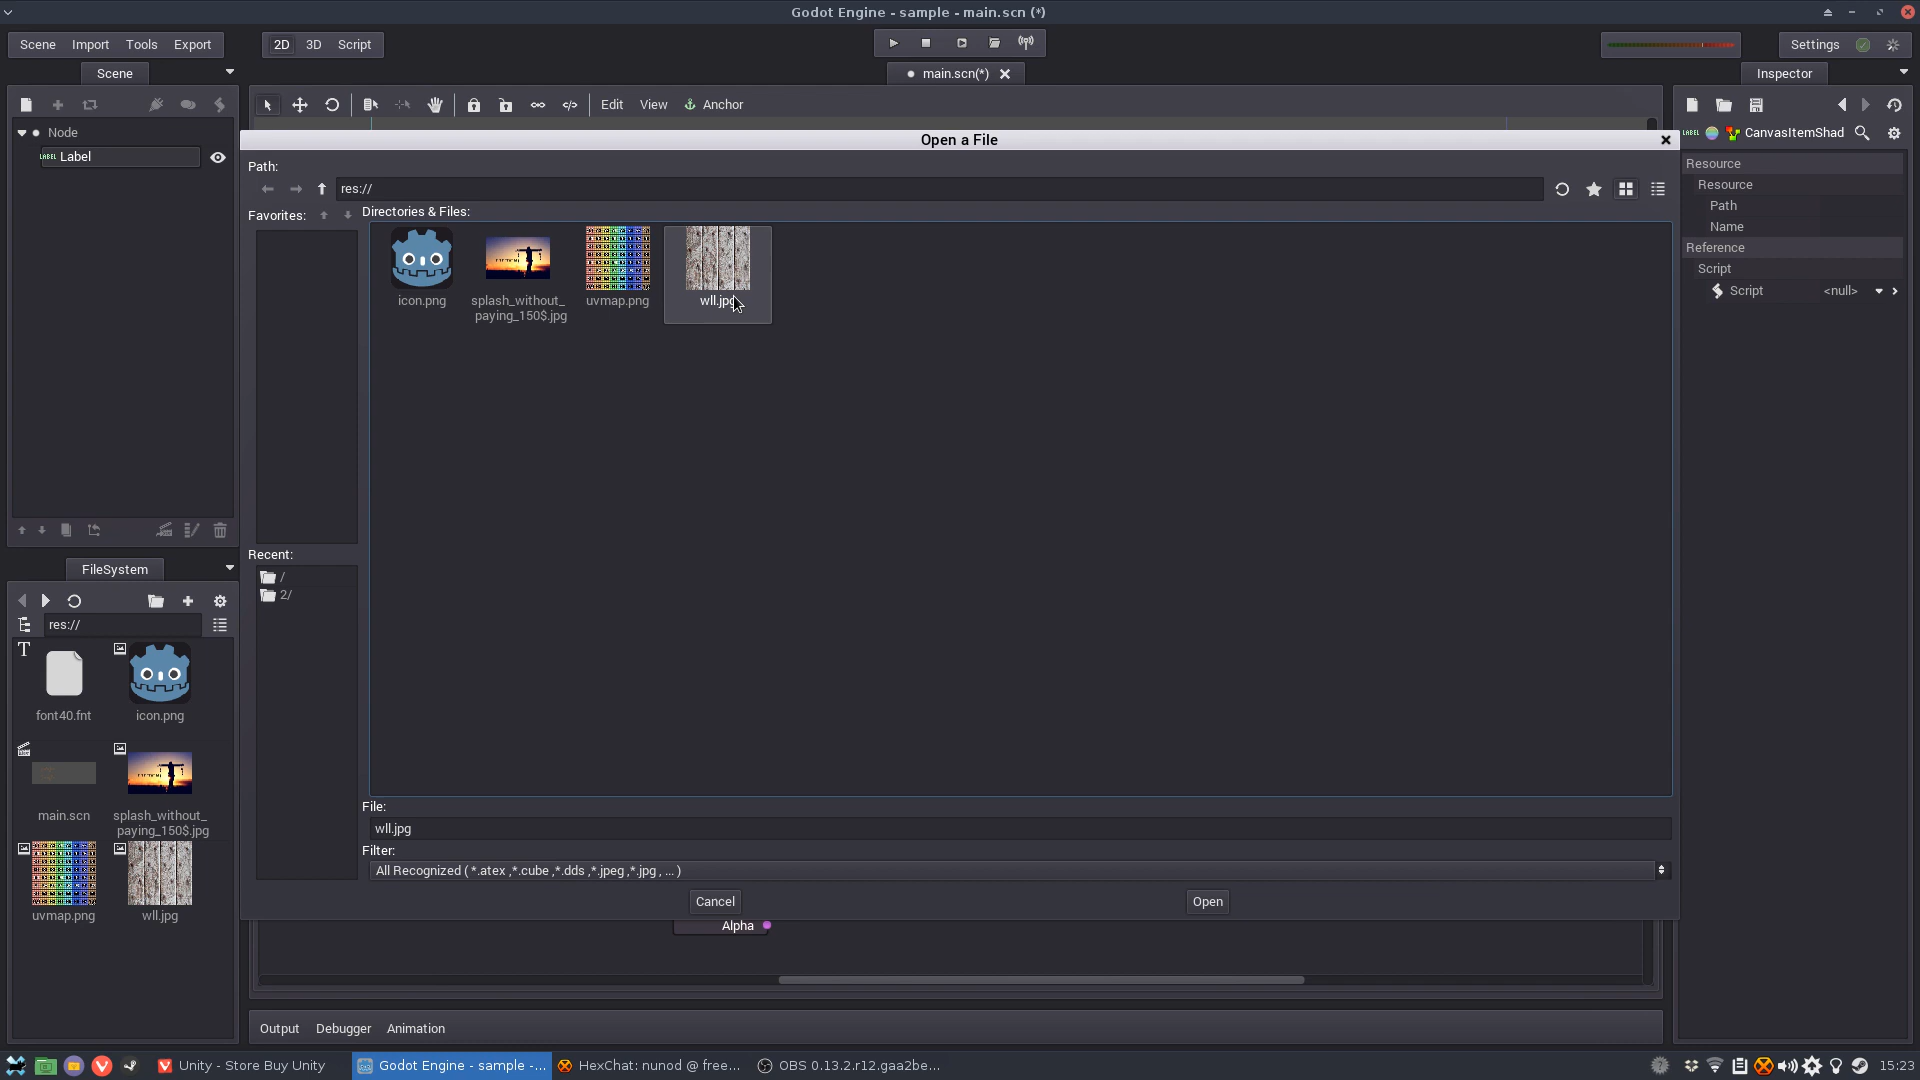 Godot Engine - sample - main.scn (*)
Scene Import Tools Export
2D 3D Script
Settings
Scene
main.scn(*)
Inspector
Edit View Anchor
Node
LABEL Label
LABEL CanvasItemShad
Open a File
Path:
res://
Favorites:
Directories & Files:
icon.png
splash_without_
paying_150$.jpg
uvmap.png
wll.jpg
Resource
Resource
Path
Name
Reference
Script
Script <null>
Recent:
/
2/
FileSystem
res://
T
font40.fnt
icon.png
main.scn
splash_without_
paying_150$.jpg
uvmap.png
wll.jpg
File:
wll.jpg
Filter:
All Recognized ( *.atex ,*.cube ,*.dds ,*.jpeg ,*.jpg , ... )
Cancel
Open
Alpha
Output Debugger Animation
Unity - Store Buy Unity
Godot Engine - sample -...
HexChat: nunod @ free...
OBS 0.13.2.r12.gaa2be...
15:23